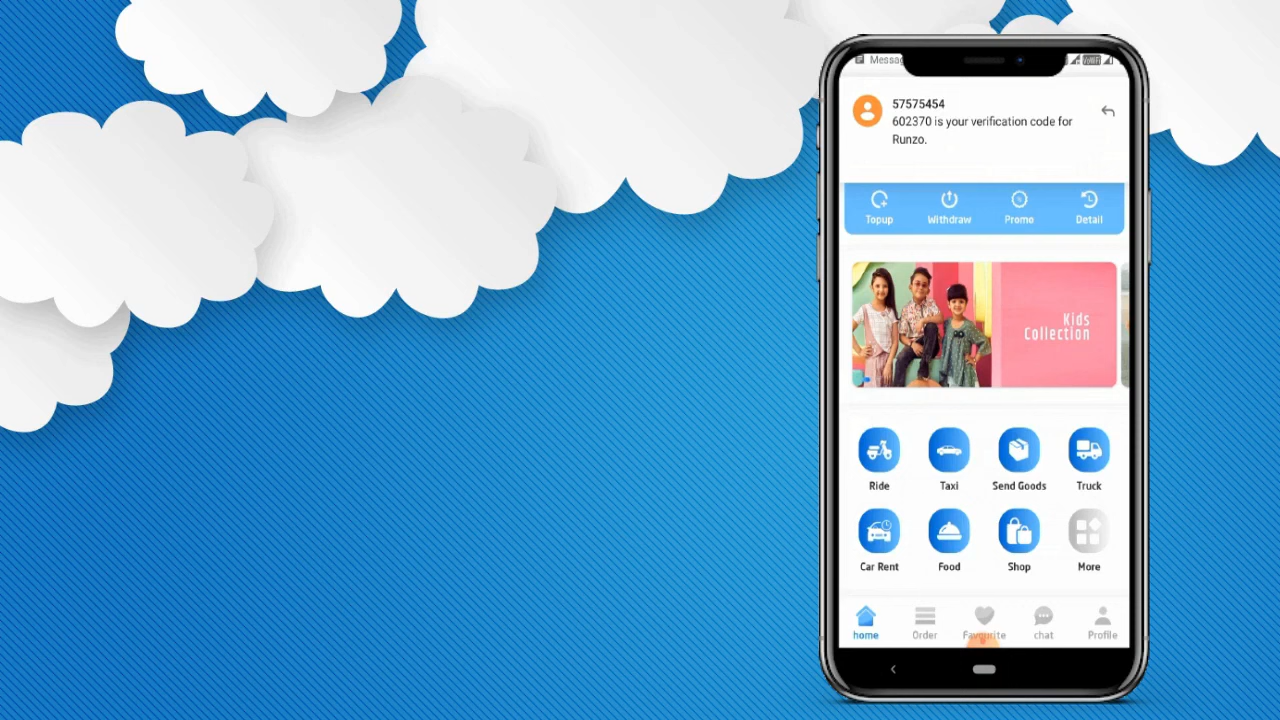 Messag
57575454
602370 is your verification code for
Runzo.
Topup Withdraw Promo Detail
Kids
Collection
Ride Taxi Send Goods Truck
Car Rent Food Shop More
home Order Favourite chat Profile